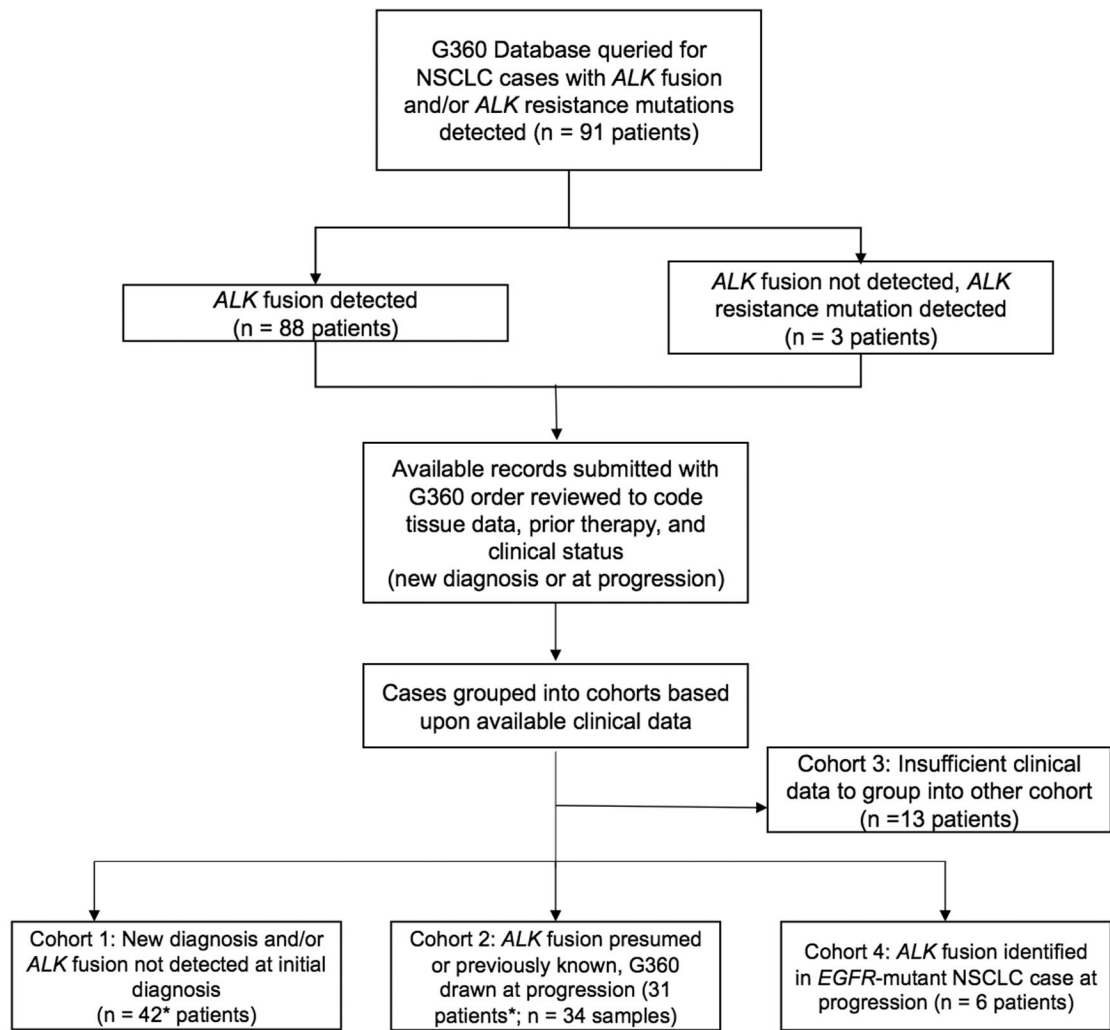 G360 Database queried for
NSCLC cases with ALK fusion
and/or ALK resistance mutations
detected (n = 91 patients)
ALK fusion detected
(n = 88 patients)
ALK fusion not detected, ALK
resistance mutation detected
(n = 3 patients)
Available records submitted with
G360 order reviewed to code
tissue data, prior therapy, and
clinical status
(new diagnosis or at progression)
Cases grouped into cohorts based
upon available clinical data
Cohort 3: Insufficient clinical
data to group into other cohort
(n =13 patients)
Cohort 1: New diagnosis and/or
ALK fusion not detected at initial
diagnosis
(n = 42* patients)
Cohort 2: ALK fusion presumed
or previously known, G360
drawn at progression (31
patients*; n = 34 samples)
Cohort 4: ALK fusion identified
in EGFR-mutant NSCLC case at
progression (n = 6 patients)